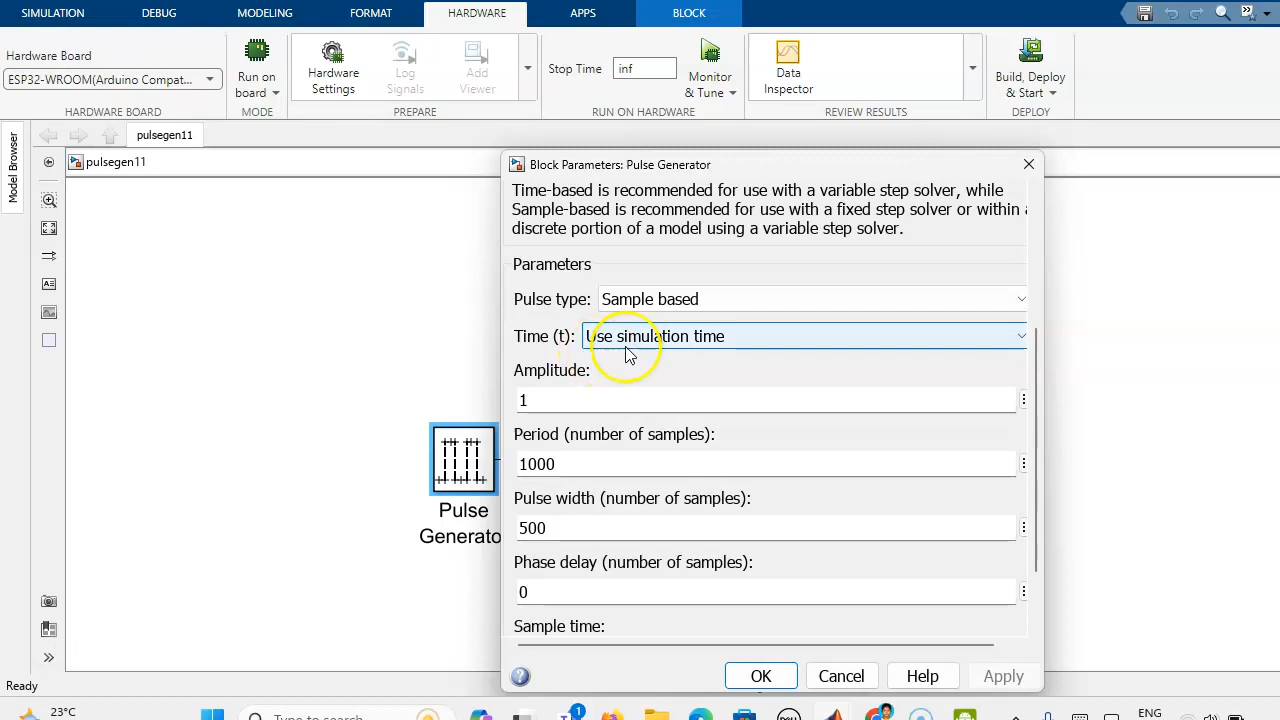 SIMULATION DEBUG MODELING FORMAT HARDWARE APPS BLOCK
Hardware Board
ESP32-WROOM(Arduino Compat...
HARDWARE BOARD
Run on
board
MODE
Hardware
Settings
Log
Signals
Add
Viewer
PREPARE
Stop Time inf
Monitor
& Tune
RUN ON HARDWARE
Data
Inspector
REVIEW RESULTS
Build, Deploy
& Start
DEPLOY
Model Browser
pulsegen11
pulsegen11
Pulse
Generato
Block Parameters: Pulse Generator
Time-based is recommended for use with a variable step solver, while
Sample-based is recommended for use with a fixed step solver or within a
discrete portion of a model using a variable step solver.
Parameters
Pulse type: Sample based
Time (t): Use simulation time
Amplitude:
1
Period (number of samples):
1000
Pulse width (number of samples):
500
Phase delay (number of samples):
0
Sample time:
OK Cancel Help Apply
Ready
23°C
Type here to search
1
ENG